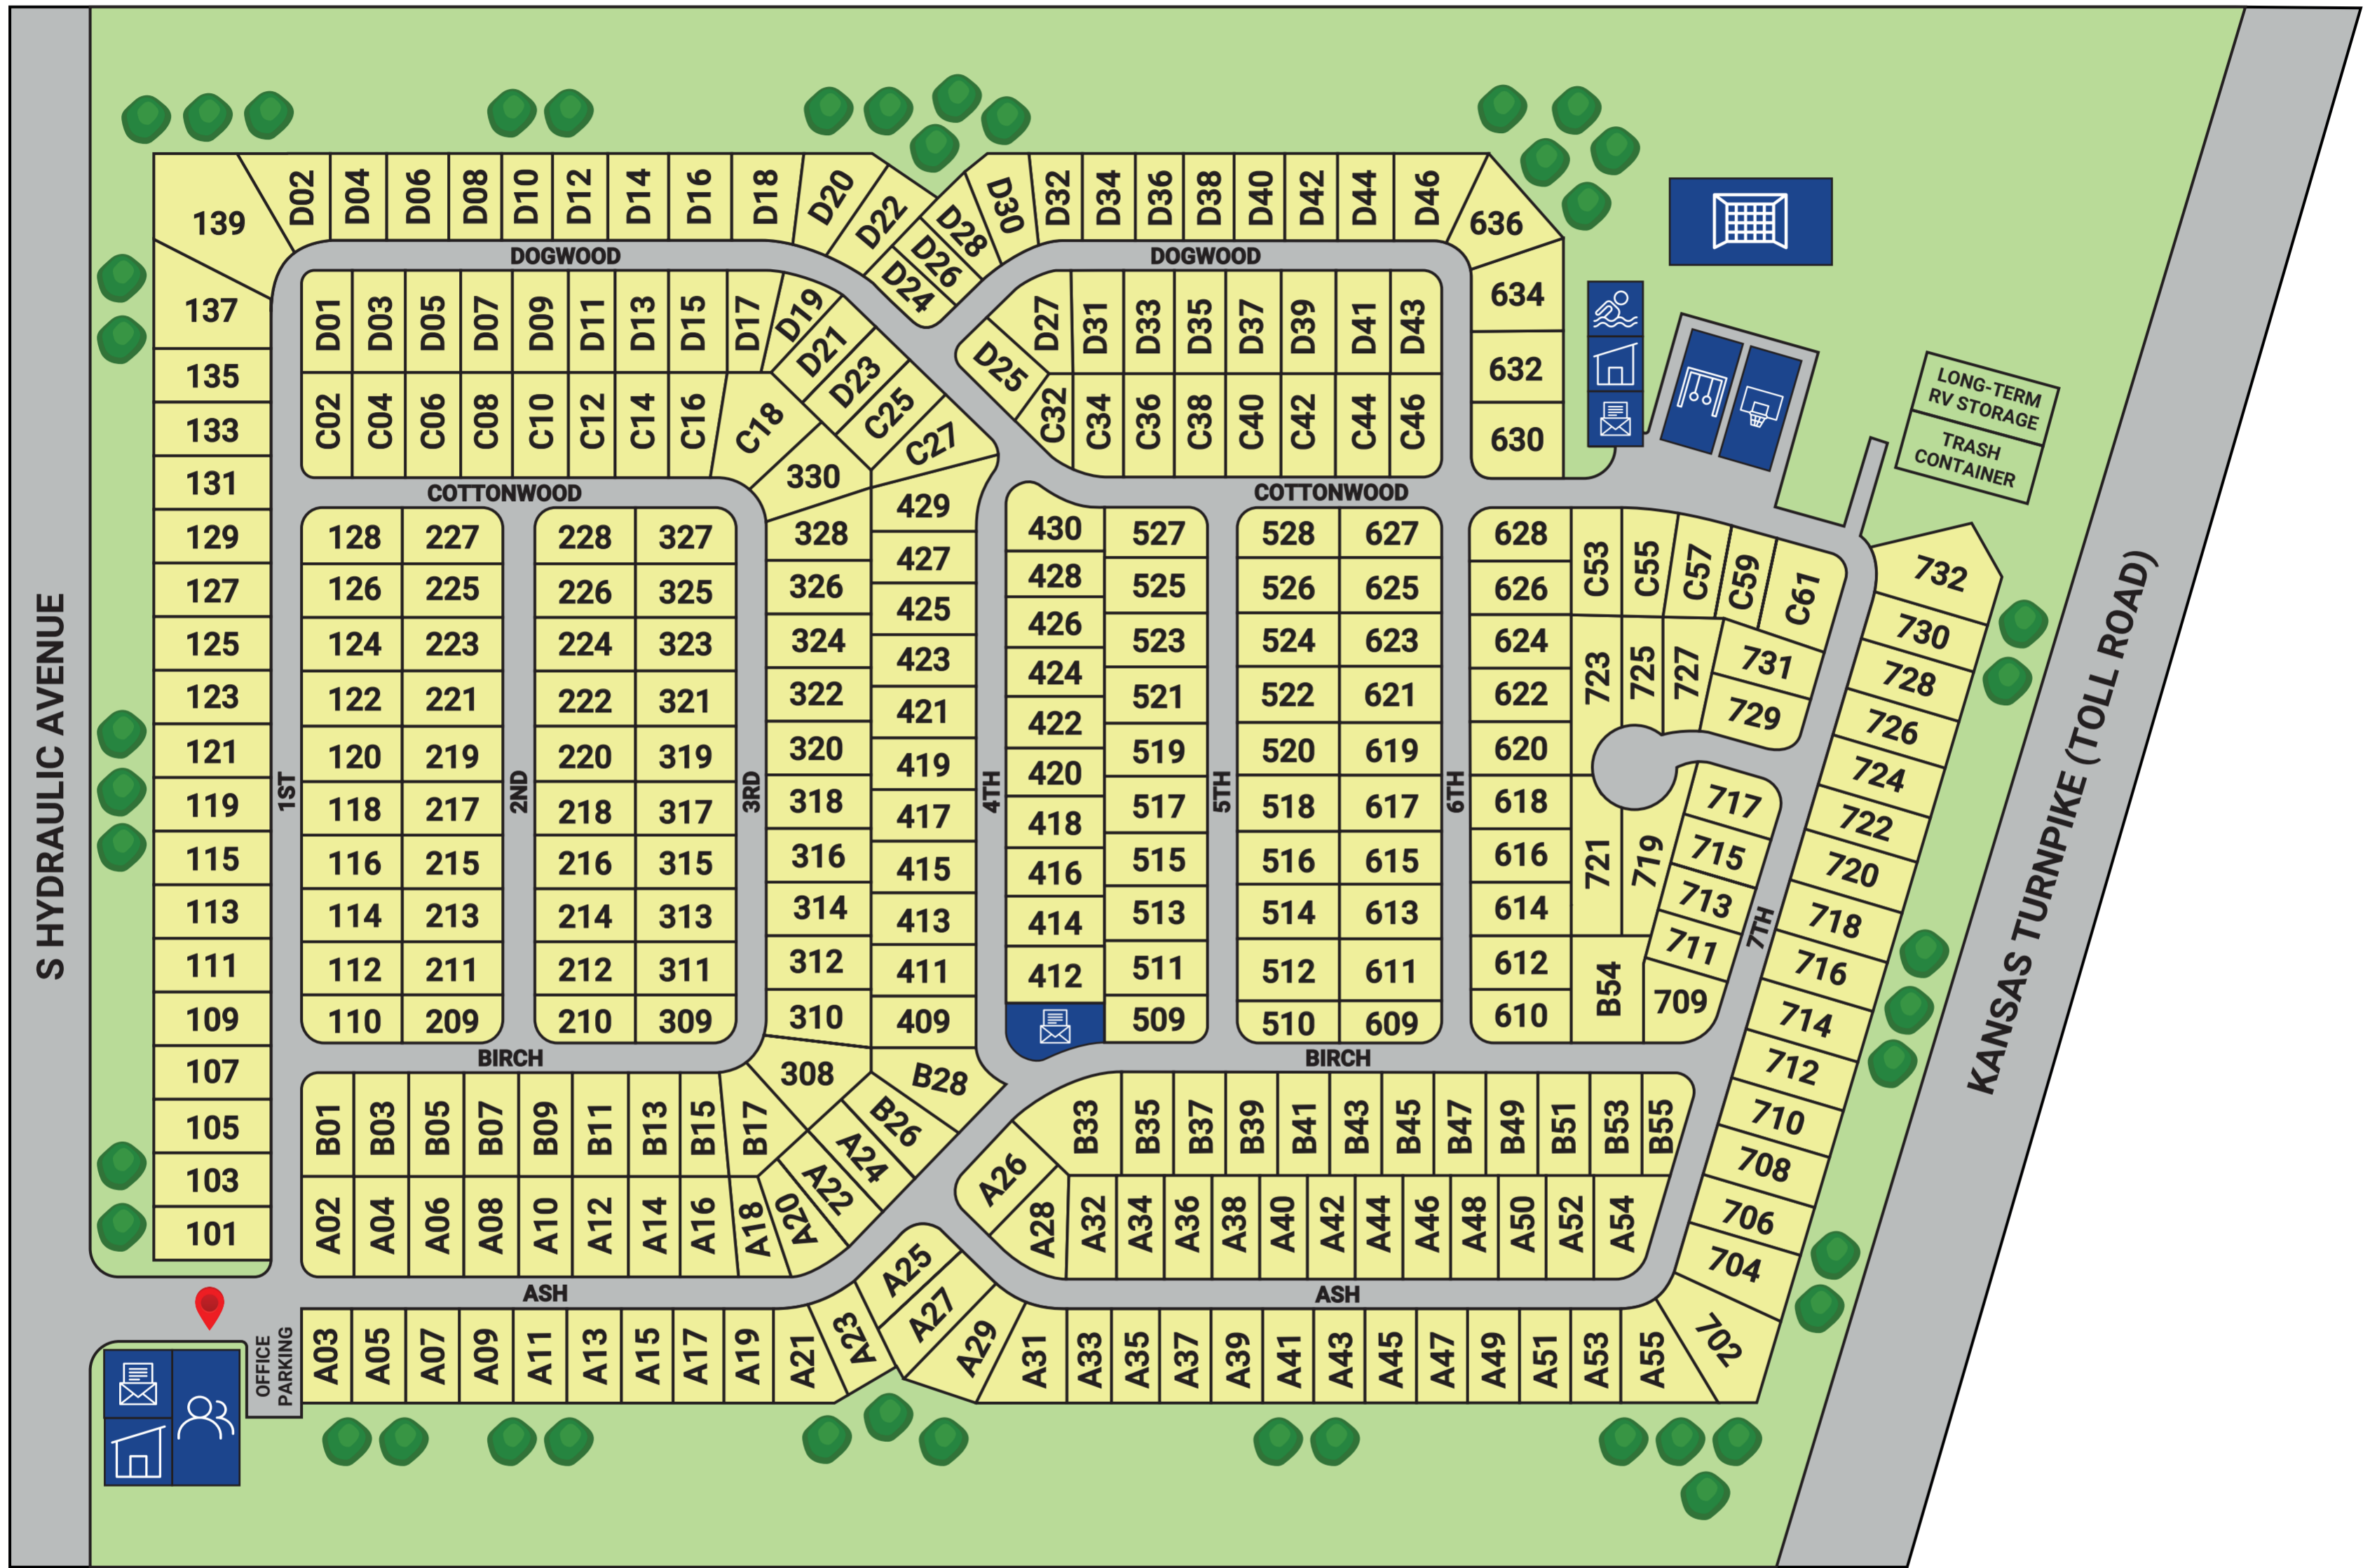 S HYDRAULIC AVENUE
139
137
135
133
131
129
127
125
123
121
119
115
113
111
109
107
105
103
101
D02
D04
D06
D08
D10
D12
D14
D16
D18
D20
D22
D24
D26
D28
D30
D32
D34
D36
D38
D40
D42
D44
D46
636
634
632
630
DOGWOOD
DOGWOOD
D01
D03
D05
D07
D09
D11
D13
D15
D17
D19
D21
D23
C25
C27
C02
C04
C06
C08
C10
C12
C14
C16
C18
330
D25
D27
D31
D33
D35
D37
D39
D41
D43
C32
C34
C36
C38
C40
C42
C44
C46
LONG-TERM
RV STORAGE
TRASH
CONTAINER
COTTONWOOD
COTTONWOOD
1ST
128
126
124
122
120
118
116
114
112
110
227
225
223
221
219
217
215
213
211
209
2ND
228
226
224
222
220
218
216
214
212
210
327
325
323
321
319
317
315
313
311
309
3RD
328
326
324
322
320
318
316
314
312
310
308
429
427
425
423
421
419
417
415
413
411
409
4TH
430
428
426
424
422
420
418
416
414
412
527
525
523
521
519
517
515
513
511
509
5TH
528
526
524
522
520
518
516
514
512
510
627
625
623
621
619
617
615
613
611
609
6TH
628
626
624
622
620
618
616
614
612
610
C53
C55
C57
C59
C61
723
725
727
731
729
721
719
717
715
713
711
709
B54
7TH
732
730
728
726
724
722
720
718
716
714
712
710
708
706
704
702
KANSAS TURNPIKE (TOLL ROAD)
BIRCH
BIRCH
B01
B03
B05
B07
B09
B11
B13
B15
B17
B28
B26
A24
A22
A20
A02
A04
A06
A08
A10
A12
A14
A16
A18
B33
B35
B37
B39
B41
B43
B45
B47
B49
B51
B53
B55
A26
A28
A32
A34
A36
A38
A40
A42
A44
A46
A48
A50
A52
A54
ASH
ASH
OFFICE
PARKING
A03
A05
A07
A09
A11
A13
A15
A17
A19
A21
A23
A25
A27
A29
A31
A33
A35
A37
A39
A41
A43
A45
A47
A49
A51
A53
A55